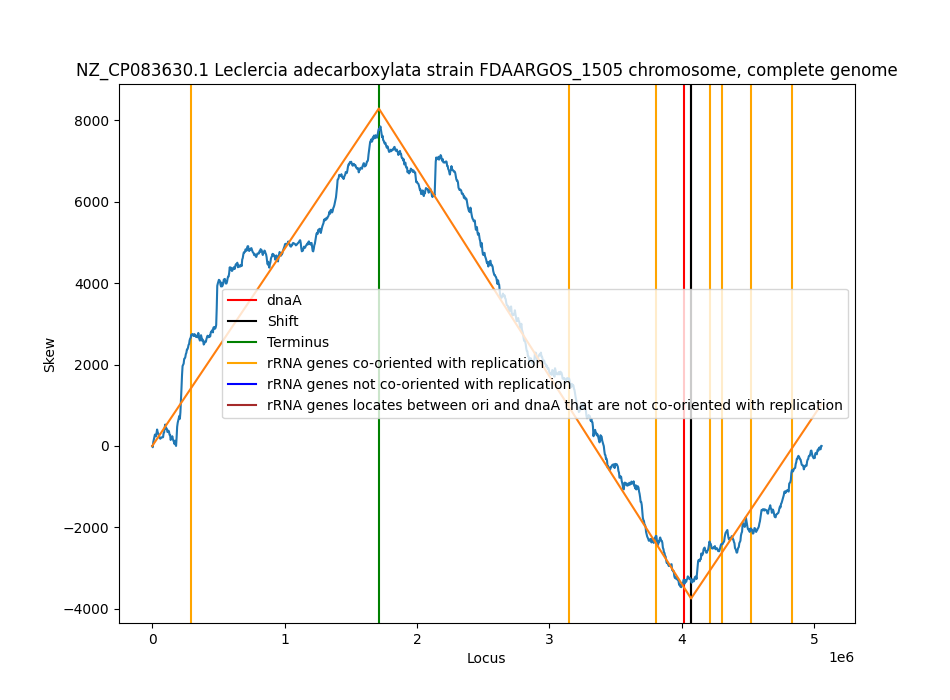 NZ_CP083630.1 Leclercia adecarboxylata strain FDAARGOS_1505 chromosome, complete genome
8000
6000
4000
2000
0
−2000
−4000
Skew
dnaA
Shift
Terminus
rRNA genes co-oriented with replication
rRNA genes not co-oriented with replication
rRNA genes locates between ori and dnaA that are not co-oriented with replication
0 1 2 3 4 5
1e6
Locus